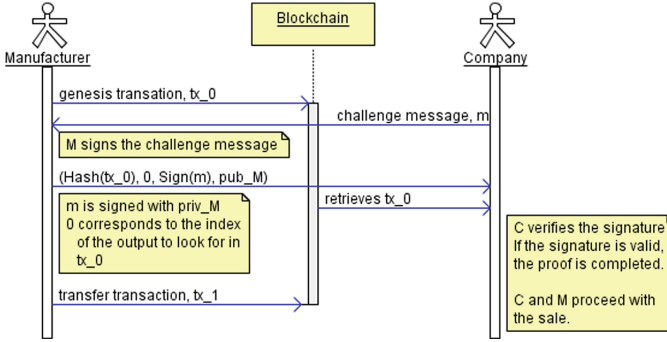 Blockchain
Manufacturer
Company
genesis transation, tx_0
challenge message, m
M signs the challenge message
(Hash(tx_0), 0, Sign(m), pub_M)
retrieves tx_0
m is signed with priv_M
0 corresponds to the index
of the output to look for in
tx_0
C verifies the signature
If the signature is valid,
the proof is completed.
C and M proceed with
the sale.
transfer transaction, tx_1